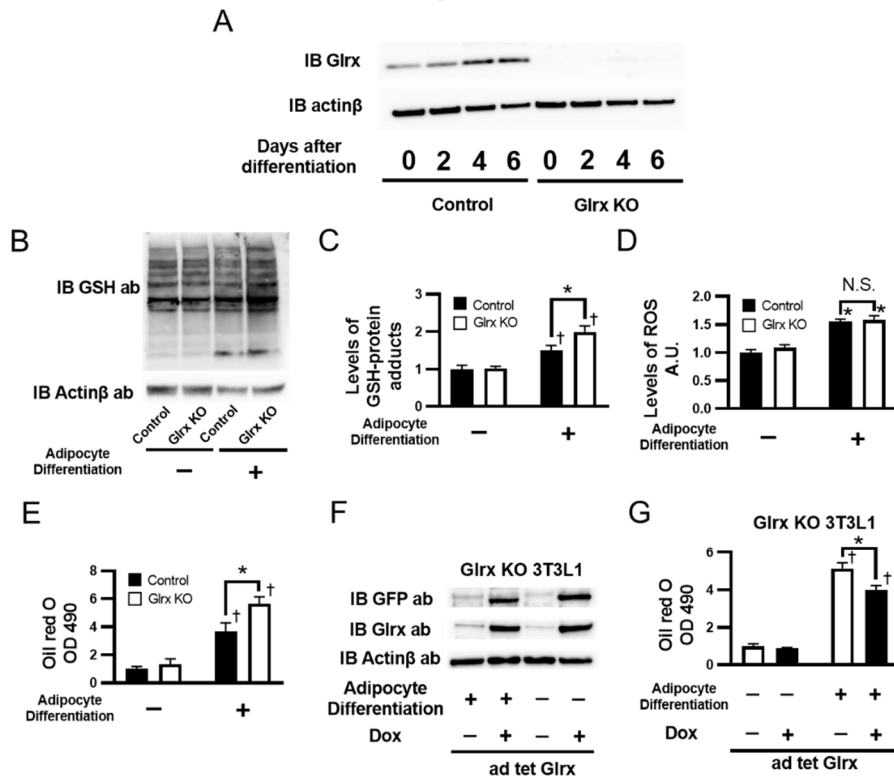 A
IB Glrx
IB actinβ
Days after
differentiation
0 2 4 6 0 2 4 6
Control Glrx KO
B
IB GSH ab
IB Actinβ ab
Control Glrx KO Control Glrx KO
Adipocyte
Differentiation
− +
C
Levels of
GSH-protein
adducts
3
2
1
0
Control
Glrx KO
*
† †
Adipocyte
Differentiation
− +
D
Levels of ROS
A.U.
2.0
1.5
1.0
0.5
0.0
Control
Glrx KO
N.S.
* *
Adipocyte
Differentiation
− +
E
Oil red O
OD 490
8
6
4
2
0
Control
Glrx KO
*
† †
Adipocyte
Differentiation
− +
F
Glrx KO 3T3L1
IB GFP ab
IB Glrx ab
IB Actinβ ab
Adipocyte
Differentiation
+ + − −
Dox − + − +
ad tet Glrx
G
Glrx KO 3T3L1
Oil red O
OD 490
6
4
2
0
*
† †
Adipocyte
Differentiation
− − + +
Dox − + − +
ad tet Glrx